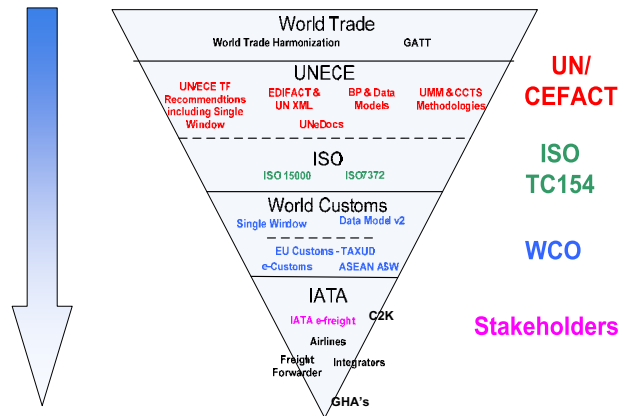 World Trade
World Trade Harmonization GATT
UNECE
UN/ECE TF
Recommendtions
including Single
Window
EDIFACT &
UN XML
BP & Data
Models
UMM & CCTS
Methodologies
UNeDocs
UN/
CEFACT
ISO
ISO 15000 ISO7372
ISO
TC154
World Customs
Single Window Data Model v2
EU Customs - TAXUD
e-Customs ASEAN ASW
WCO
IATA
IATA e-freight C2K
Airlines
Freight
Forwarder
Integrators
GHA's
Stakeholders